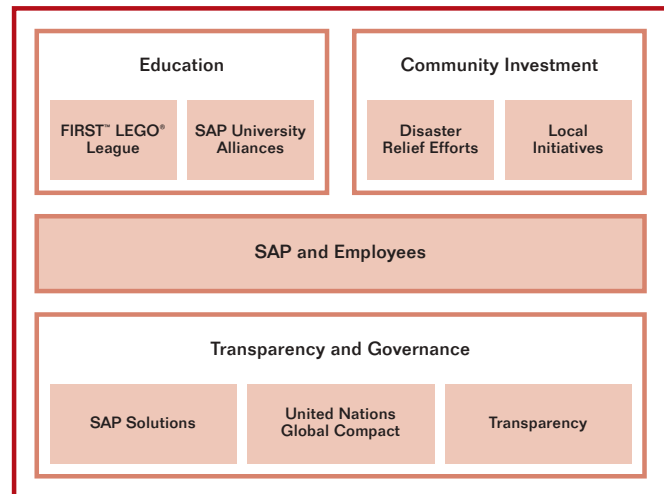 Education
FIRST™ LEGO®
League
SAP University
Alliances
Community Investment
Disaster
Relief Efforts
Local
Initiatives
SAP and Employees
Transparency and Governance
SAP Solutions
United Nations
Global Compact
Transparency